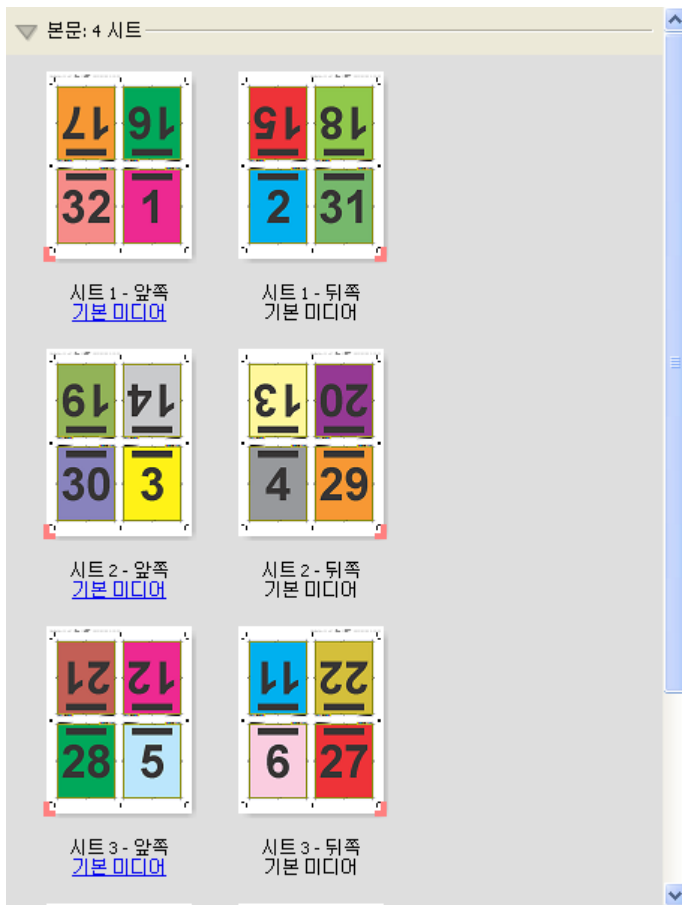 본문: 4 시트
17 16
32 1
15 18
2 31
시트 1 - 앞쪽
기본 미디어
시트 1 - 뒤쪽
기본 미디어
19 14
30 3
13 20
4 29
시트 2 - 앞쪽
기본 미디어
시트 2 - 뒤쪽
기본 미디어
21 12
28 5
11 22
6 27
시트 3 - 앞쪽
기본 미디어
시트 3 - 뒤쪽
기본 미디어